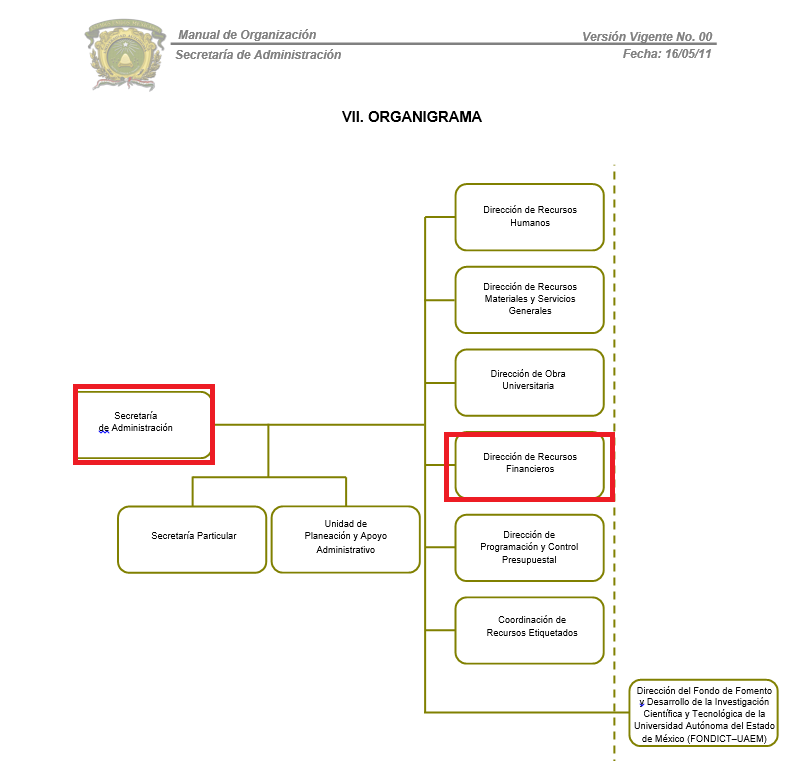 Manual de Organización
Versión Vigente No. 00
Secretaría de Administración
Fecha: 16/05/11
VII. ORGANIGRAMA
Dirección de Recursos
Humanos
Dirección de Recursos
Materiales y Servicios
Generales
Dirección de Obra
Universitaria
Secretaría
de Administración
Dirección de Recursos
Financieros
Secretaría Particular
Unidad de
Planeación y Apoyo
Administrativo
Dirección de
Programación y Control
Presupuestal
Coordinación de
Recursos Etiquetados
Dirección del Fondo de Fomento
y Desarrollo de la Investigación
Científica y Tecnológica de la
Universidad Autónoma del Estado
de México (FONDICT–UAEM)